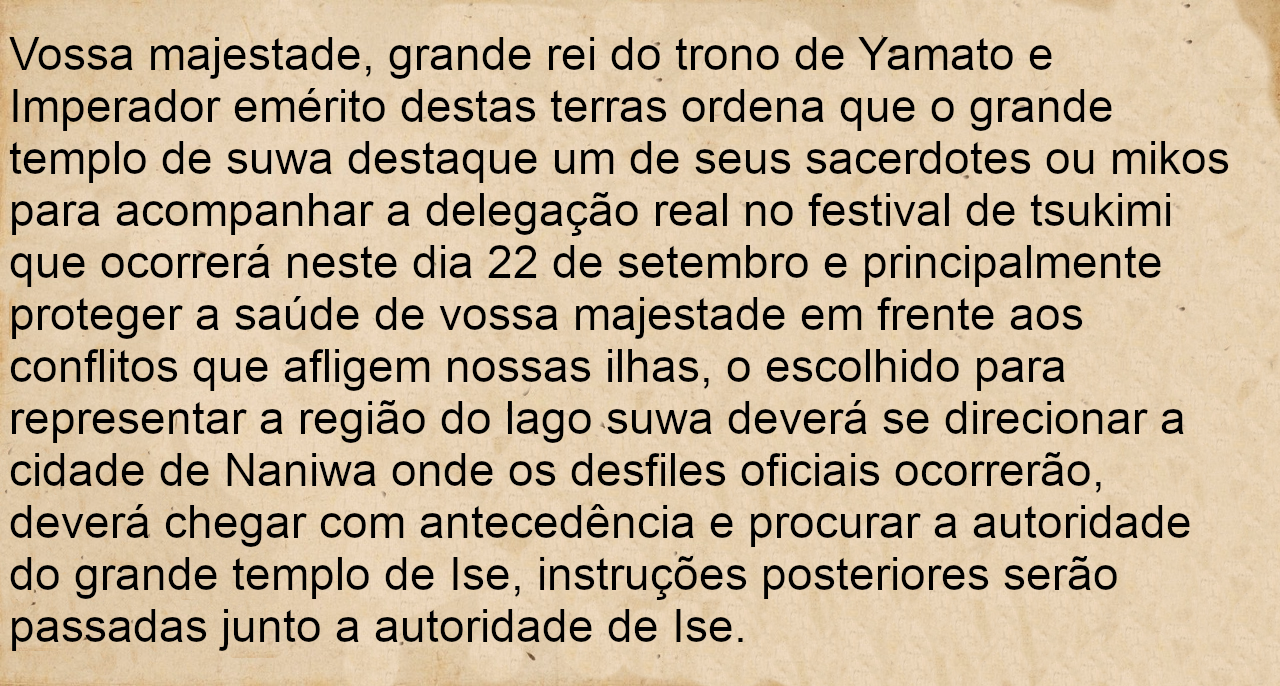 Vossa majestade, grande rei do trono de Yamato e
Imperador emérito destas terras ordena que o grande
templo de suwa destaque um de seus sacerdotes ou mikos
para acompanhar a delegação real no festival de tsukimi
que ocorrerá neste dia 22 de setembro e principalmente
proteger a saúde de vossa majestade em frente aos
conflitos que afligem nossas ilhas, o escolhido para
representar a região do lago suwa deverá se direcionar a
cidade de Naniwa onde os desfiles oficiais ocorrerão,
deverá chegar com antecedência e procurar a autoridade
do grande templo de Ise, instruções posteriores serão
passadas junto a autoridade de Ise.